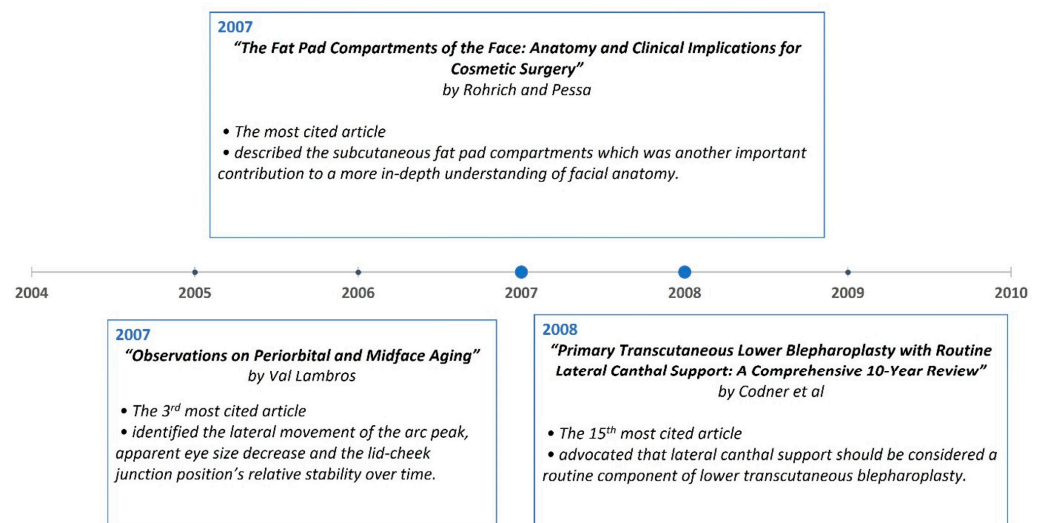 2007
“The Fat Pad Compartments of the Face: Anatomy and Clinical Implications for
Cosmetic Surgery”
by Rohrich and Pessa
• The most cited article
• described the subcutaneous fat pad compartments which was another important
contribution to a more in-depth understanding of facial anatomy.
2004 2005 2006 2007 2008 2009 2010
2007
“Observations on Periorbital and Midface Aging”
by Val Lambros
• The 3rd most cited article
• identified the lateral movement of the arc peak,
apparent eye size decrease and the lid-cheek
junction position’s relative stability over time.
2008
“Primary Transcutaneous Lower Blepharoplasty with Routine
Lateral Canthal Support: A Comprehensive 10-Year Review”
by Codner et al
• The 15th most cited article
• advocated that lateral canthal support should be considered a
routine component of lower transcutaneous blepharoplasty.